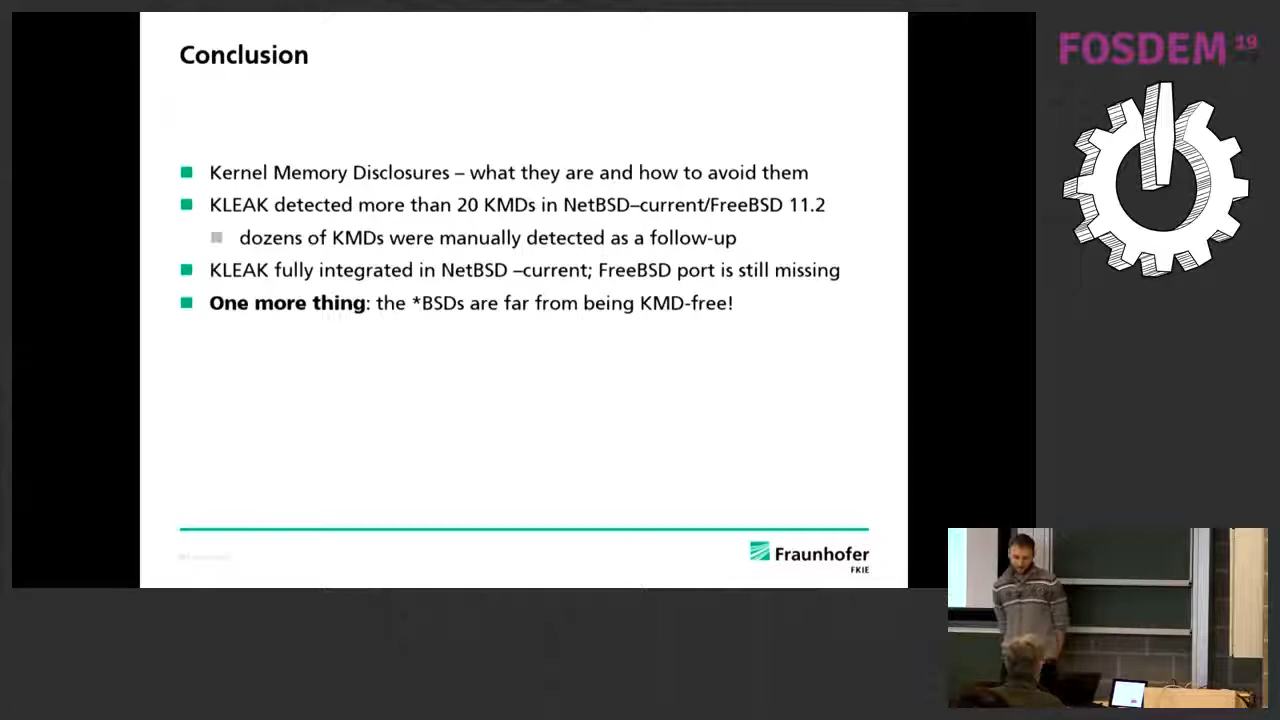 Conclusion
FOSDEM 19
Kernel Memory Disclosures – what they are and how to avoid them
KLEAK detected more than 20 KMDs in NetBSD–current/FreeBSD 11.2
dozens of KMDs were manually detected as a follow-up
KLEAK fully integrated in NetBSD –current; FreeBSD port is still missing
One more thing: the *BSDs are far from being KMD-free!
Fraunhofer
FKIE